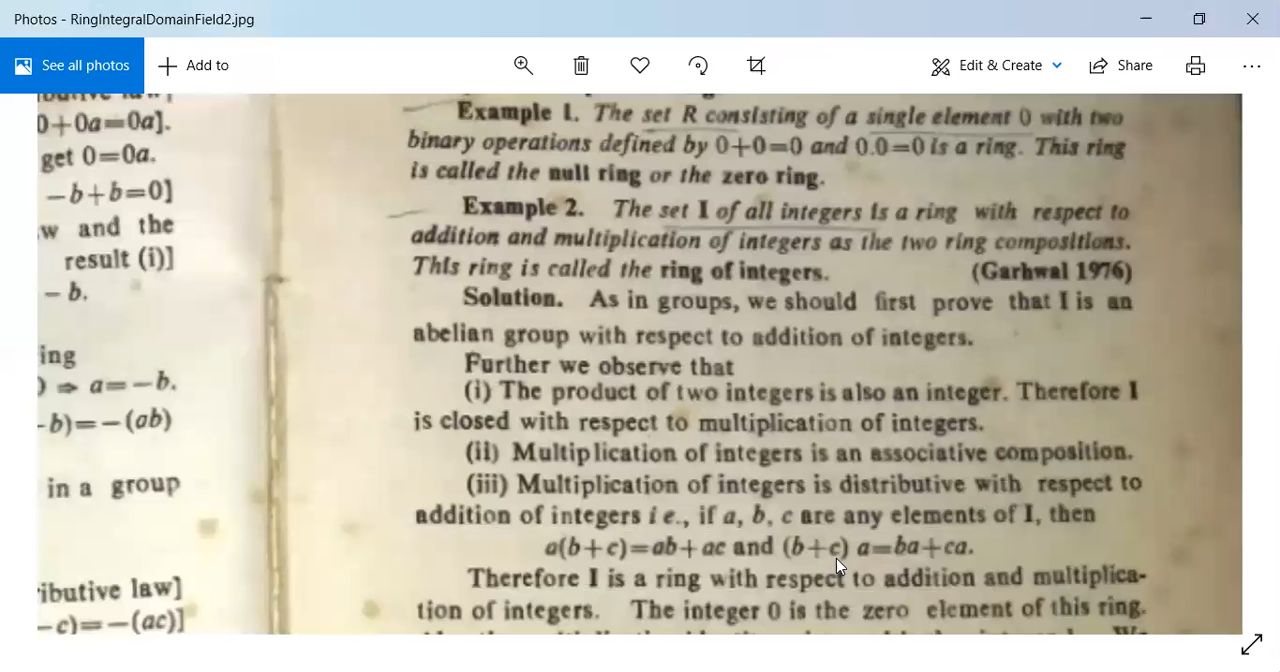 Photos - RingIntegralDomainField2.jpg
See all photos
Add to
Edit & Create
Share
0+0a=0a].
get 0=0a.
-b+b=0]
w and the
result (i)]
- b.
ing
) ⇒ a=-b.
-b)=-(ab)
in a group
ributive law]
-c)=-(ac)]
Example 1. The set R consisting of a single element 0 with two
binary operations defined by 0+0=0 and 0.0=0 is a ring. This ring
is called the null ring or the zero ring.
Example 2. The set I of all integers is a ring with respect to
addition and multiplication of integers as the two ring compositions.
This ring is called the ring of integers. (Garhwal 1976)
Solution. As in groups, we should first prove that I is an
abelian group with respect to addition of integers.
Further we observe that
(i) The product of two integers is also an integer. Therefore I
is closed with respect to multiplication of integers.
(ii) Multiplication of integers is an associative composition.
(iii) Multiplication of integers is distributive with respect to
addition of integers i e., if a, b, c are any elements of I, then
a(b+c)=ab+ac and (b+c) a=ba+ca.
Therefore I is a ring with respect to addition and multiplica-
tion of integers. The integer 0 is the zero element of this ring.